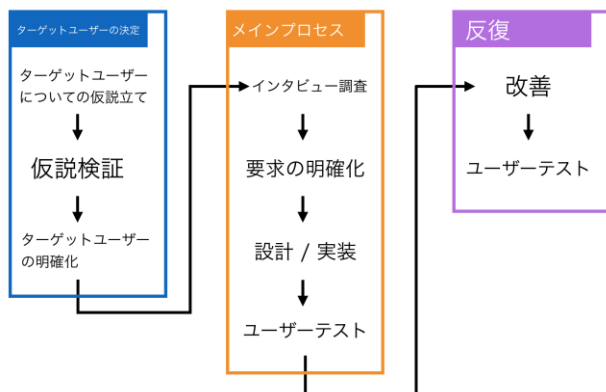 ターゲットユーザーの決定
ターゲットユーザー
についての仮説立て
仮説検証
ターゲットユーザー
の明確化
メインプロセス
インタビュー調査
要求の明確化
設計 / 実装
ユーザーテスト
反復
改善
ユーザーテスト